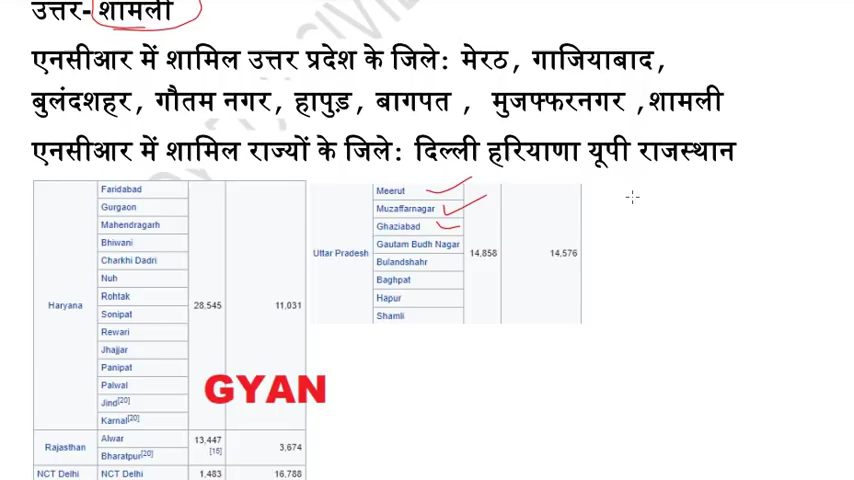 उत्तर- शामली
एनसीआर में शामिल उत्तर प्रदेश के जिले: मेरठ, गाजियाबाद,
बुलंदशहर, गौतम नगर, हापुड़, बागपत , मुजफ्फरनगर ,शामली
एनसीआर में शामिल राज्यों के जिले: दिल्ली हरियाणा यूपी राजस्थान
Haryana
Faridabad
Gurgaon
Mahendragarh
Bhiwani
Charkhi Dadri
Nuh
Rohtak
Sonipat
Rewari
Jhajjar
Panipat
Palwal
Jind[20]
Karnal[20]
28,545
11,031
Rajasthan
Alwar
Bharatpur[20]
13,447
[15]
3,674
NCT Delhi
NCT Delhi
1,483
16,788
Uttar Pradesh
Meerut
Muzaffarnagar
Ghaziabad
Gautam Budh Nagar
Bulandshahr
Baghpat
Hapur
Shamli
14,858
14,576
GYAN